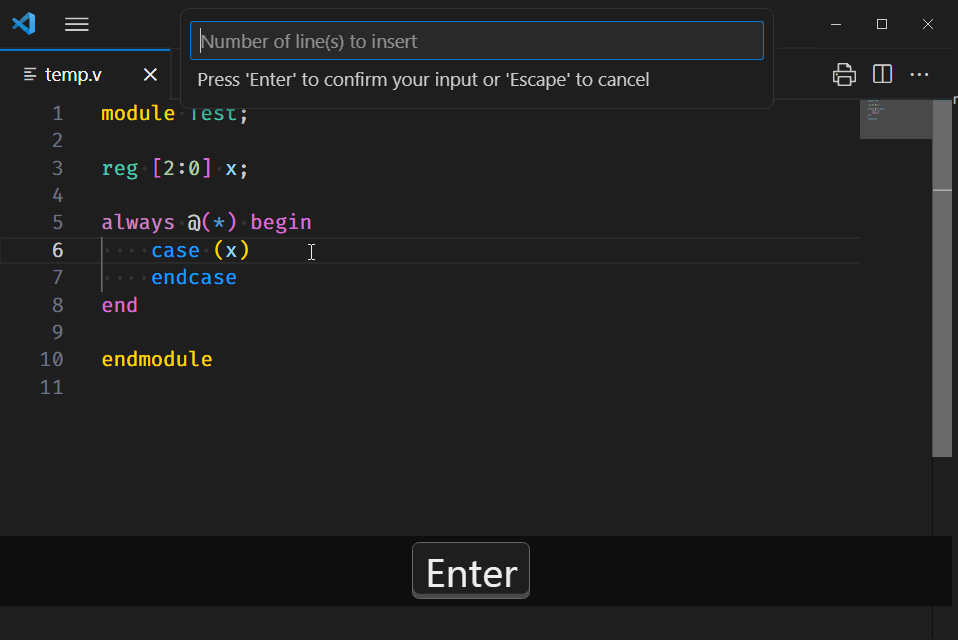 Number of line(s) to insert
Press 'Enter' to confirm your input or 'Escape' to cancel
temp.v
1 module Test;
2
3 reg [2:0] x;
4
5 always @(*) begin
6 case (x)
7 endcase
8 end
9
10 endmodule
11
Enter